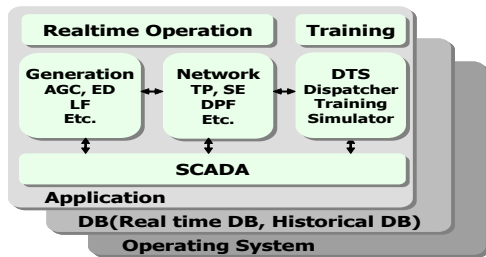 Realtime Operation
Training
Generation
AGC, ED
LF
Etc.
Network
TP, SE
DPF
Etc.
DTS
Dispatcher
Training
Simulator
SCADA
Application
DB(Real time DB, Historical DB)
Operating System